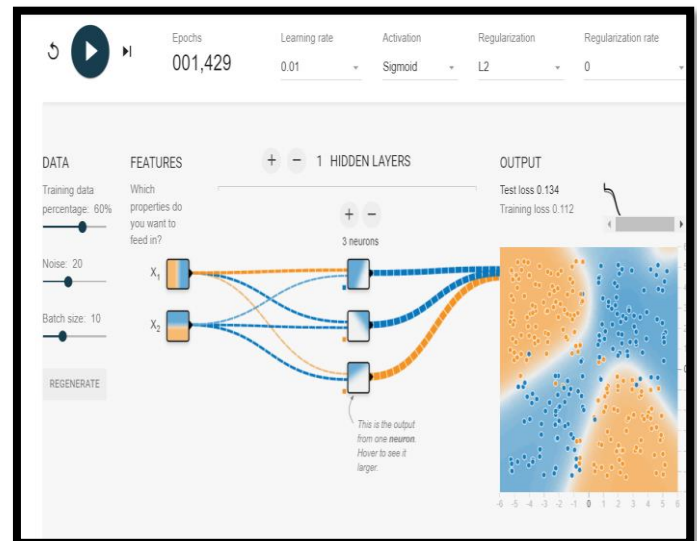 Epochs
001,429
Learning rate
0.01
Activation
Sigmoid
Regularization
L2
Regularization rate
0
DATA
Training data
percentage: 60%
Noise: 20
Batch size: 10
REGENERATE
FEATURES
Which
properties do
you want to
feed in?
X1
X2
+ − 1 HIDDEN LAYERS
+ −
3 neurons
This is the output
from one neuron.
Hover to see it
larger.
OUTPUT
Test loss 0.134
Training loss 0.112
-6 -5 -4 -3 -2 -1 0 1 2 3 4 5 6